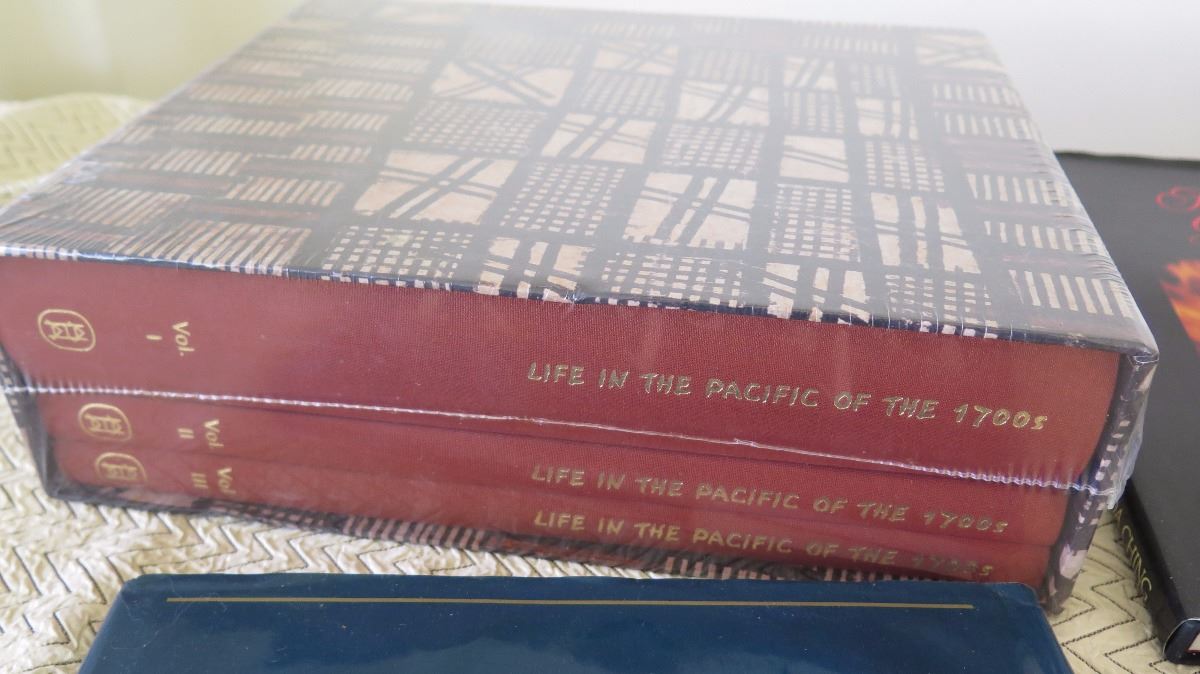 Vol. I
LIFE IN THE PACIFIC OF THE 1700s
Vol. II
LIFE IN THE PACIFIC OF THE 1700s
Vol. III
LIFE IN THE PACIFIC OF THE 1700s